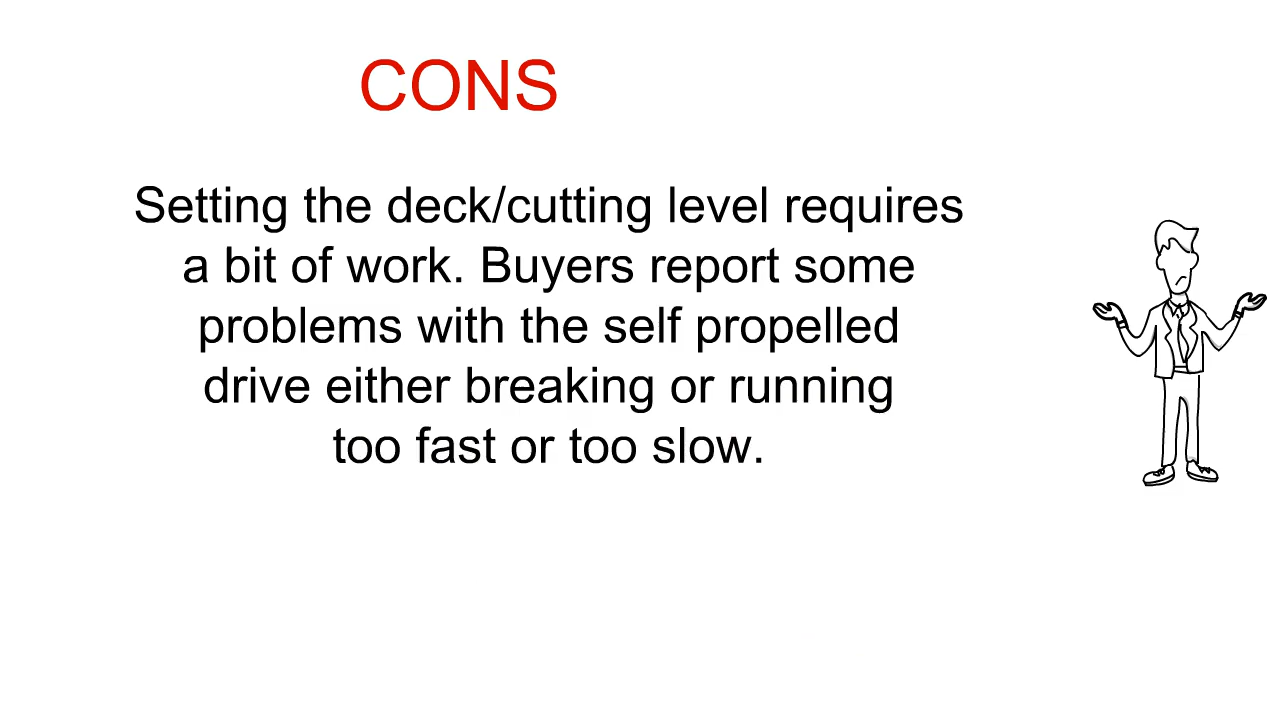 CONS
Setting the deck/cutting level requires
a bit of work. Buyers report some
problems with the self propelled
drive either breaking or running
too fast or too slow.